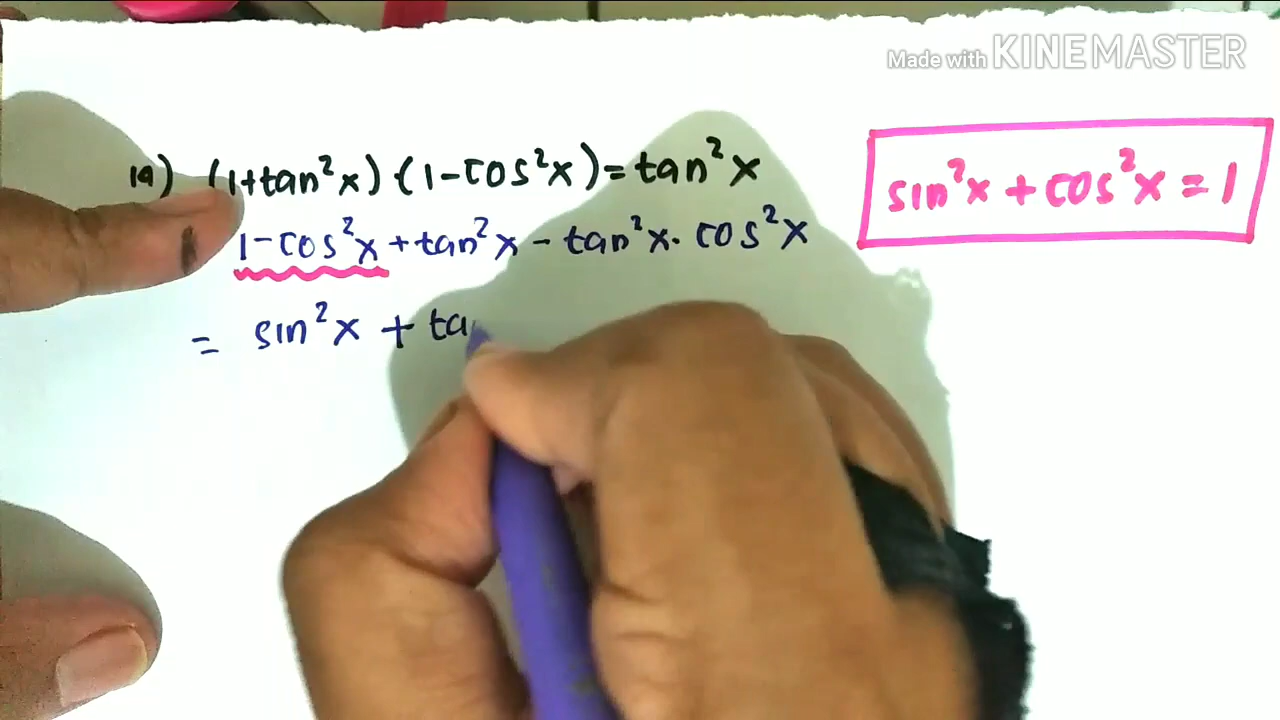 Made with KINEMASTER
19) (1+tan²x) (1-cos²x) = tan²x
sin²x + cos²x = 1
1-cos²x + tan²x - tan²x. cos²x
= sin²x + ta